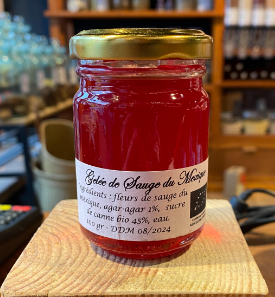 Gelée de Sauge du Mexique
Ingrédients : fleurs de sauge du
mexique, agar agar 1%, sucre
de canne bio 45%, eau.
110 gr - DDM 08/2024